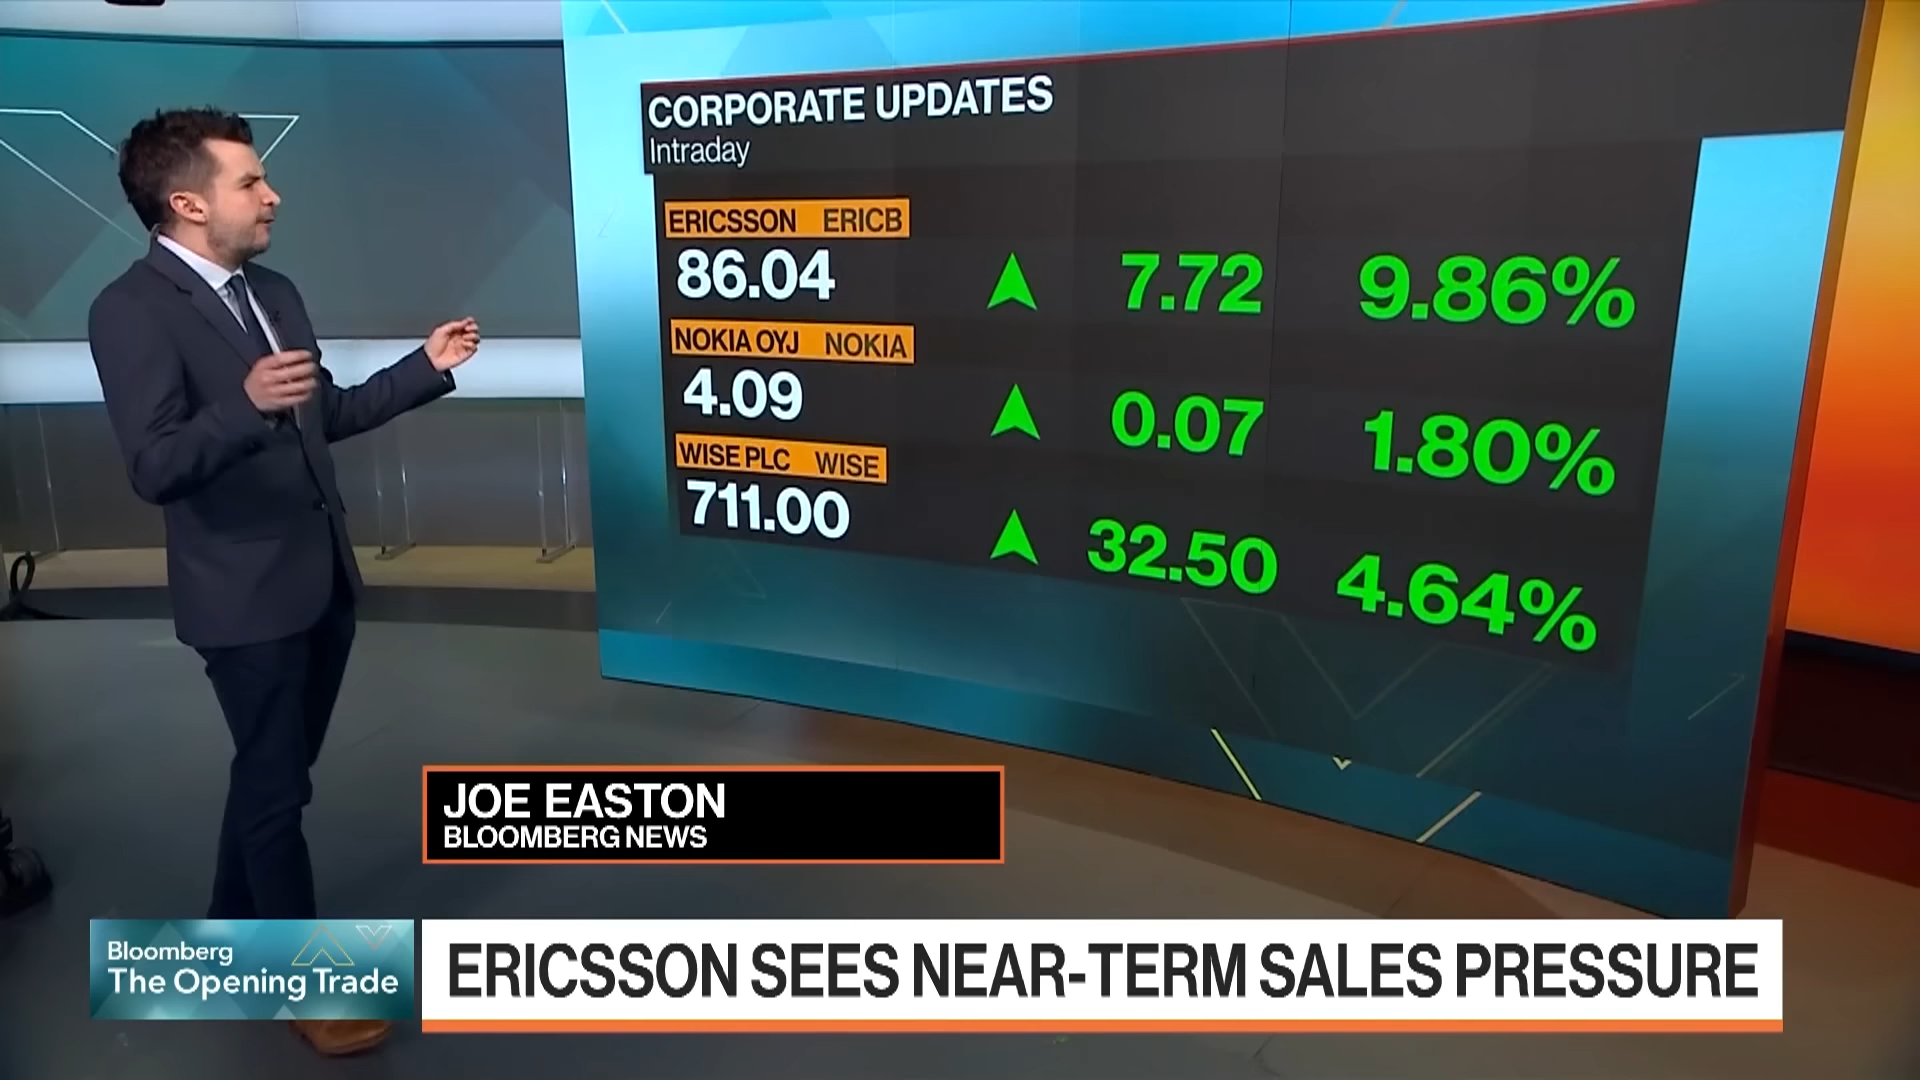 CORPORATE UPDATES
Intraday
ERICSSON ERICB
86.04 7.72 9.86%
NOKIA OYJ NOKIA
4.09 0.07 1.80%
WISE PLC WISE
711.00 32.50 4.64%
JOE EASTON
BLOOMBERG NEWS
Bloomberg
The Opening Trade
ERICSSON SEES NEAR-TERM SALES PRESSURE